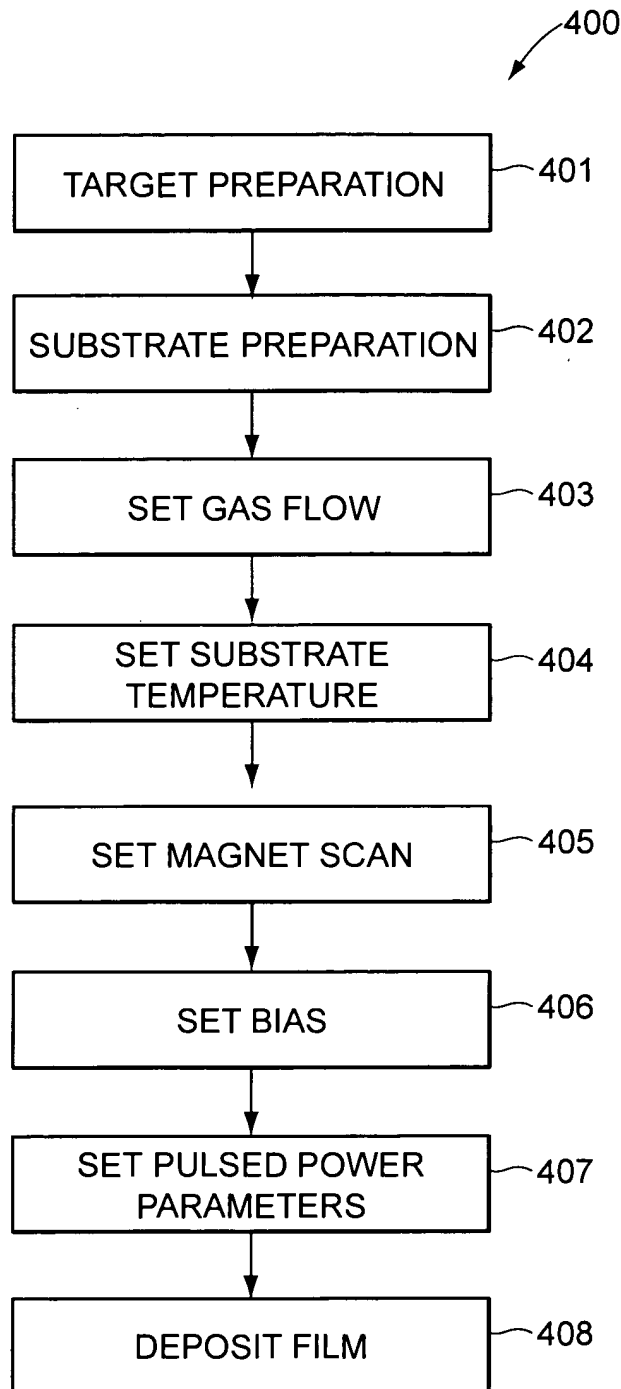 400
TARGET PREPARATION
401
SUBSTRATE PREPARATION
402
SET GAS FLOW
403
SET SUBSTRATE
TEMPERATURE
404
SET MAGNET SCAN
405
SET BIAS
406
SET PULSED POWER
PARAMETERS
407
DEPOSIT FILM
408